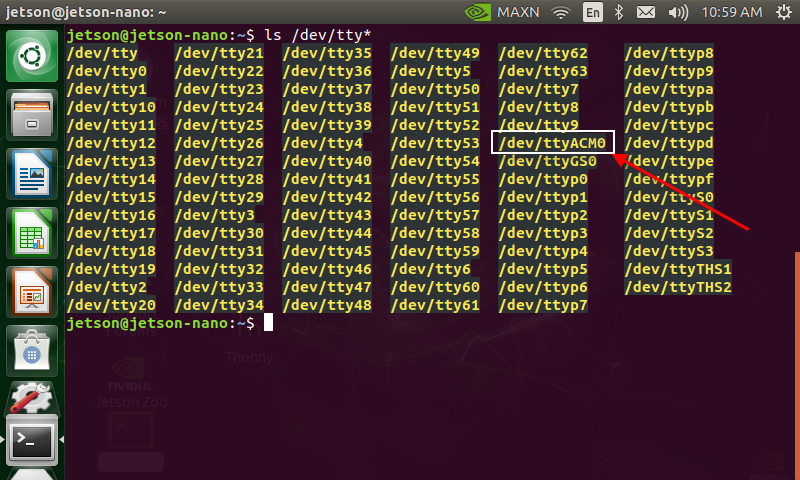 jetson@jetson-nano: ~ MAXN En 10:59 AM
jetson@jetson-nano:~$ ls /dev/tty*
/dev/tty /dev/tty21 /dev/tty35 /dev/tty49 /dev/tty62 /dev/ttyp8
/dev/tty0 /dev/tty22 /dev/tty36 /dev/tty5 /dev/tty63 /dev/ttyp9
/dev/tty1 /dev/tty23 /dev/tty37 /dev/tty50 /dev/tty7 /dev/ttypa
/dev/tty10 /dev/tty24 /dev/tty38 /dev/tty51 /dev/tty8 /dev/ttypb
/dev/tty11 /dev/tty25 /dev/tty39 /dev/tty52 /dev/tty9 /dev/ttypc
/dev/tty12 /dev/tty26 /dev/tty4 /dev/tty53 /dev/ttyACM0 /dev/ttypd
/dev/tty13 /dev/tty27 /dev/tty40 /dev/tty54 /dev/ttyGS0 /dev/ttype
/dev/tty14 /dev/tty28 /dev/tty41 /dev/tty55 /dev/ttyp0 /dev/ttypf
/dev/tty15 /dev/tty29 /dev/tty42 /dev/tty56 /dev/ttyp1 /dev/ttyS0
/dev/tty16 /dev/tty3 /dev/tty43 /dev/tty57 /dev/ttyp2 /dev/ttyS1
/dev/tty17 /dev/tty30 /dev/tty44 /dev/tty58 /dev/ttyp3 /dev/ttyS2
/dev/tty18 /dev/tty31 /dev/tty45 /dev/tty59 /dev/ttyp4 /dev/ttyS3
/dev/tty19 /dev/tty32 /dev/tty46 /dev/tty6 /dev/ttyp5 /dev/ttyTHS1
/dev/tty2 /dev/tty33 /dev/tty47 /dev/tty60 /dev/ttyp6 /dev/ttyTHS2
/dev/tty20 /dev/tty34 /dev/tty48 /dev/tty61 /dev/ttyp7
jetson@jetson-nano:~$
Thonny
NVIDIA
Jetson Zoo